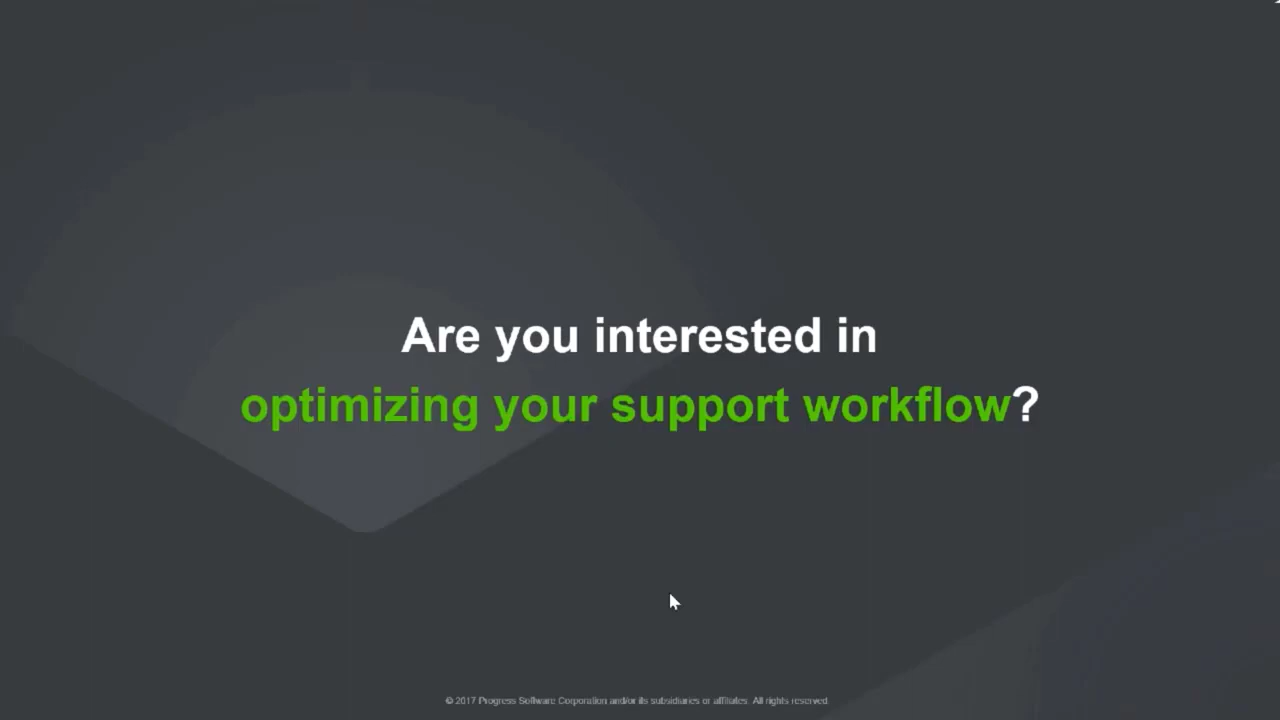 Are you interested in
optimizing your support workflow?
© 2017 Progress Software Corporation and/or its subsidiaries or affiliates. All rights reserved.